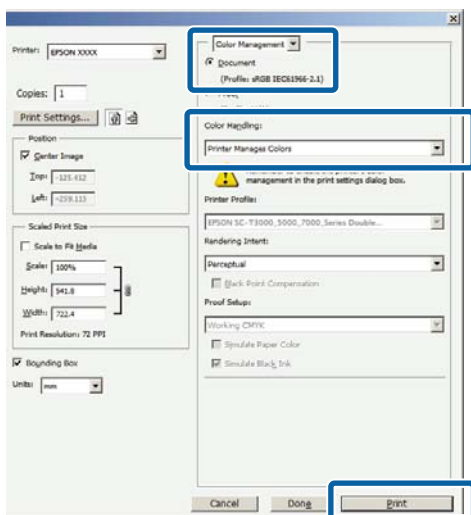 Printer: EPSON XXXX
Copies: 1
Print Settings...
Position
Center Image
Top: -125.412
Left: -259.113
Scaled Print Size
Scale to Fit Media
Scale: 100%
Height: 541.8
Width: 722.4
Print Resolution: 72 PPI
Bounding Box
Units: mm
Color Management
Document
(Profile: sRGB IEC61966-2.1)
Color Handling:
Printer Manages Colors
management in the print settings dialog box.
Printer Profile:
EPSON SC-T3000_5000_7000_Series Double...
Rendering Intent:
Perceptual
Black Point Compensation
Proof Setup:
Working CMYK
Simulate Paper Color
Simulate Black Ink
Cancel
Done
Print